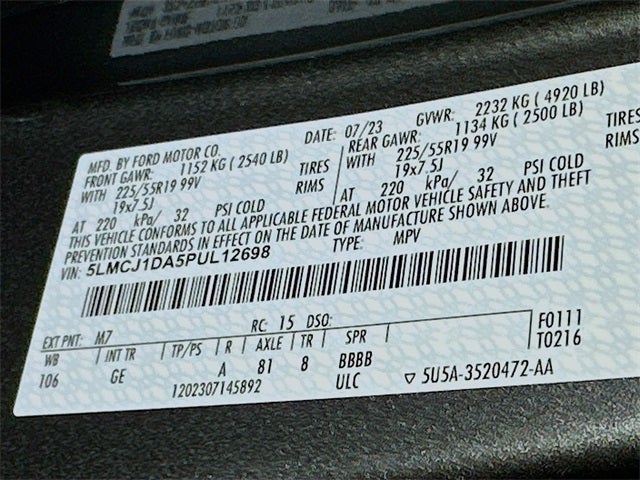 MFD. BY FORD MOTOR CO.
DATE: 07/23 GVWR: 2232 KG ( 4920 LB)
FRONT GAWR: 1152 KG ( 2540 LB) REAR GAWR: 1134 KG ( 2500 LB)
WITH 225/55R19 99V TIRES WITH 225/55R19 99V TIRES
19x7.5J RIMS 19x7.5J RIMS
AT 220 kPa/ 32 PSI COLD AT 220 kPa/ 32 PSI COLD
THIS VEHICLE CONFORMS TO ALL APPLICABLE FEDERAL MOTOR VEHICLE SAFETY AND THEFT
PREVENTION STANDARDS IN EFFECT ON THE DATE OF MANUFACTURE SHOWN ABOVE.
VIN: 5LMCJ1DA5PUL12698 TYPE: MPV
EXT PNT: M7 RC: 15 DSO: F0111
WB INT TR TP/PS R AXLE TR SPR T0216
106 GE A 81 8 BBBB
1202307145892 ULC ▽ 5U5A-3520472-AA